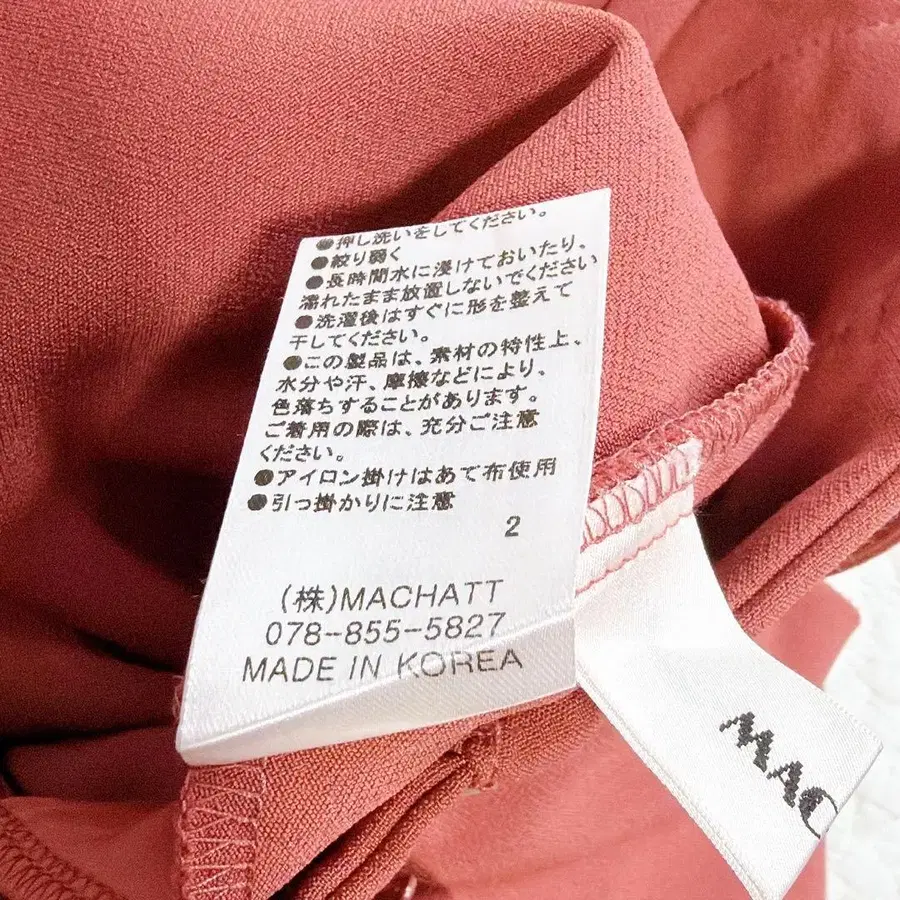 ●押し洗いをしてください。
●絞り弱く
●長時間水に浸けておいたり、
濡れたまま放置しないでください
●洗濯後はすぐに形を整えて
干してください。
●この製品は、素材の特性上、
水分や汗、摩擦などにより、
色落ちすることがあります。
ご着用の際は、充分ご注意
ください。
●アイロン掛けはあて布使用
●引っ掛かりに注意
2
(株)MACHATT
078-855-5827
MADE IN KOREA
MAC